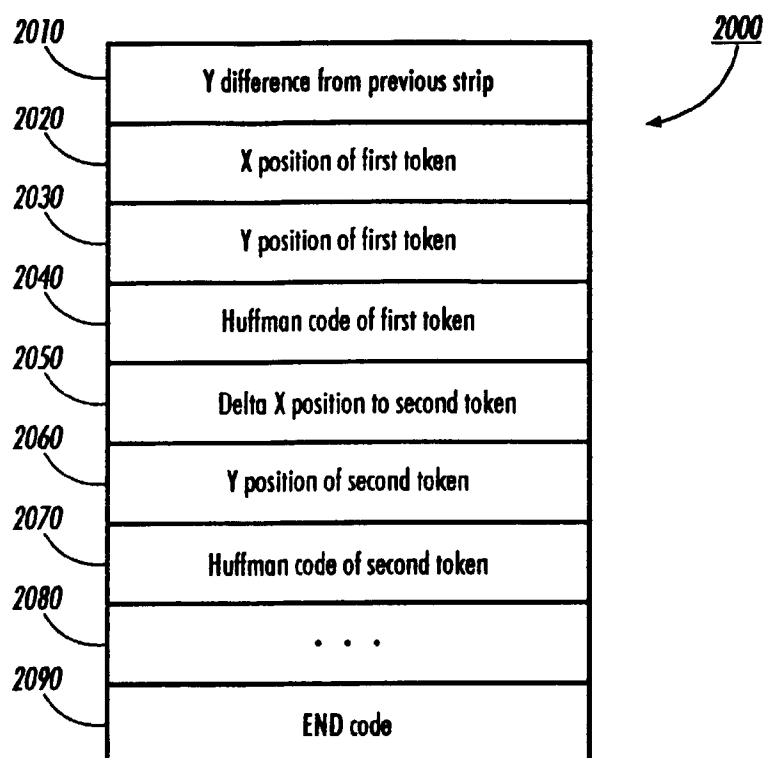 2010
2000
Y difference from previous strip
2020
X position of first token
2030
Y position of first token
2040
Huffman code of first token
2050
Delta X position to second token
2060
Y position of second token
2070
Huffman code of second token
2080
. . .
2090
END code